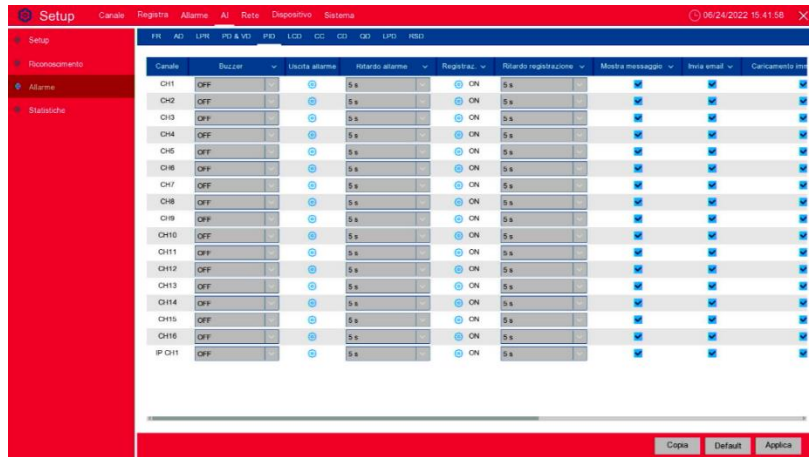 Setup Canale Registra Allarme AI Rete Dispositivo Sistema 06/24/2022 15:41:56
Setup
Riconoscimento
Allarme
Statistiche
FR AD LPR PD & VD PID LCD CC CD QD LPD RSD
Canale Buzzer Uscita allarme Ritardo allarme Registraz. Ritardo registrazione Mostra messaggio Invia email Caricamento imm
CH1 OFF 5 s ON 5 s
CH2 OFF 5 s ON 5 s
CH3 OFF 5 s ON 5 s
CH4 OFF 5 s ON 5 s
CH5 OFF 5 s ON 5 s
CH6 OFF 5 s ON 5 s
CH7 OFF 5 s ON 5 s
CH8 OFF 5 s ON 5 s
CH9 OFF 5 s ON 5 s
CH10 OFF 5 s ON 5 s
CH11 OFF 5 s ON 5 s
CH12 OFF 5 s ON 5 s
CH13 OFF 5 s ON 5 s
CH14 OFF 5 s ON 5 s
CH15 OFF 5 s ON 5 s
CH16 OFF 5 s ON 5 s
IP CH1 OFF 5 s ON 5 s
Copia Default Applica